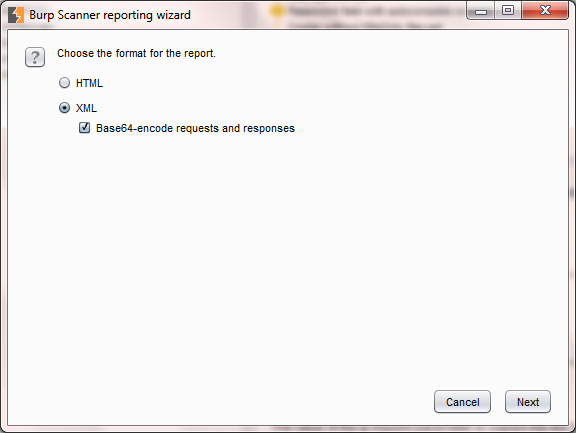 Burp Scanner reporting wizard
Choose the format for the report.
HTML
XML
Base64-encode requests and responses
Cancel
Next